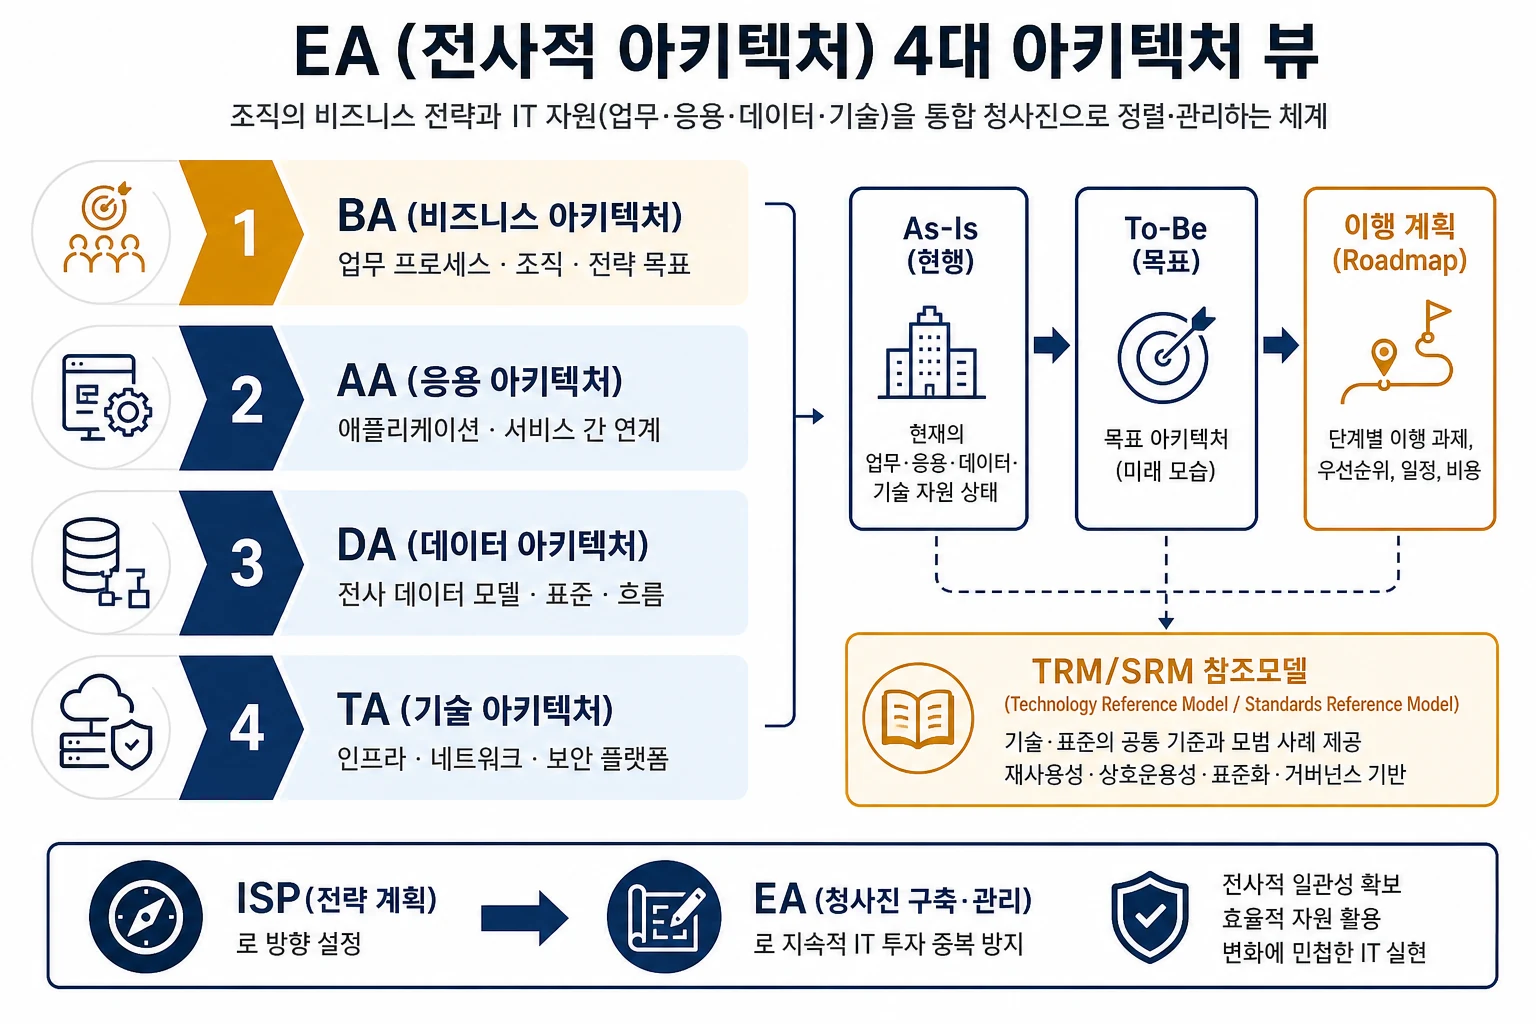 EA (전사적 아키텍처) 4대 아키텍처 뷰
조직의 비즈니스 전략과 IT 자원(업무·응용·데이터·기술)을 통합 청사진으로 정렬·관리하는 체계
1
BA (비즈니스 아키텍처)
업무 프로세스 · 조직 · 전략 목표
2
AA (응용 아키텍처)
애플리케이션 · 서비스 간 연계
3
DA (데이터 아키텍처)
전사 데이터 모델 · 표준 · 흐름
4
TA (기술 아키텍처)
인프라 · 네트워크 · 보안 플랫폼
As-Is
(현행)
현재의
업무·응용·데이터·
기술 자원 상태
To-Be
(목표)
목표 아키텍처
(미래 모습)
이행 계획
(Roadmap)
단계별 이행 과제,
우선순위, 일정, 비용
TRM/SRM 참조모델
(Technology Reference Model / Standards Reference Model)
기술·표준의 공통 기준과 모범 사례 제공
재사용성·상호운용성·표준화·거버넌스 기반
ISP(전략 계획)
로 방향 설정
EA (청사진 구축·관리)
로 지속적 IT 투자 중복 방지
전사적 일관성 확보
효율적 자원 활용
변화에 민첩한 IT 실현